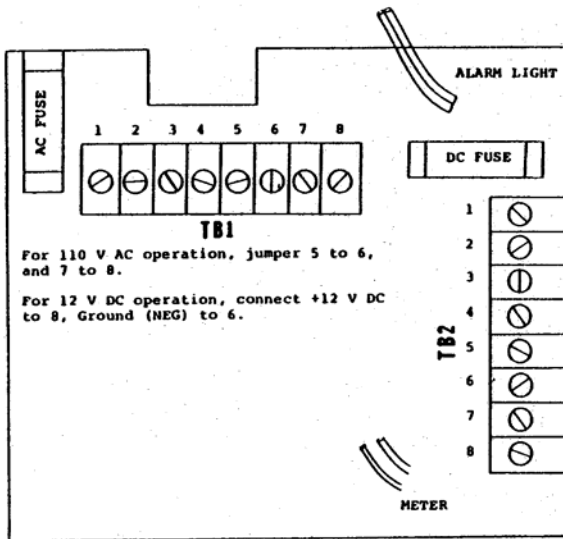 ALARM LIGHT
AC FUSE
1 2 3 4 5 6 7 8
DC FUSE
TB1
For 110 V AC operation, jumper 5 to 6,
and 7 to 8.
For 12 V DC operation, connect +12 V DC
to 8, Ground (NEG) to 6.
TB2
1
2
3
4
5
6
7
8
METER